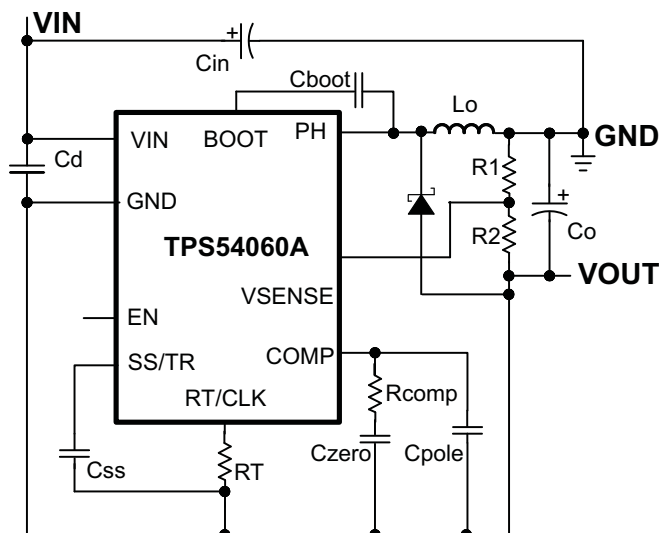 VIN
Cin
Cboot
Lo
VIN
BOOT
PH
GND
Cd
R1
GND
TPS54060A
R2
Co
VOUT
VSENSE
EN
COMP
SS/TR
RT/CLK
Rcomp
Css
RT
Czero
Cpole